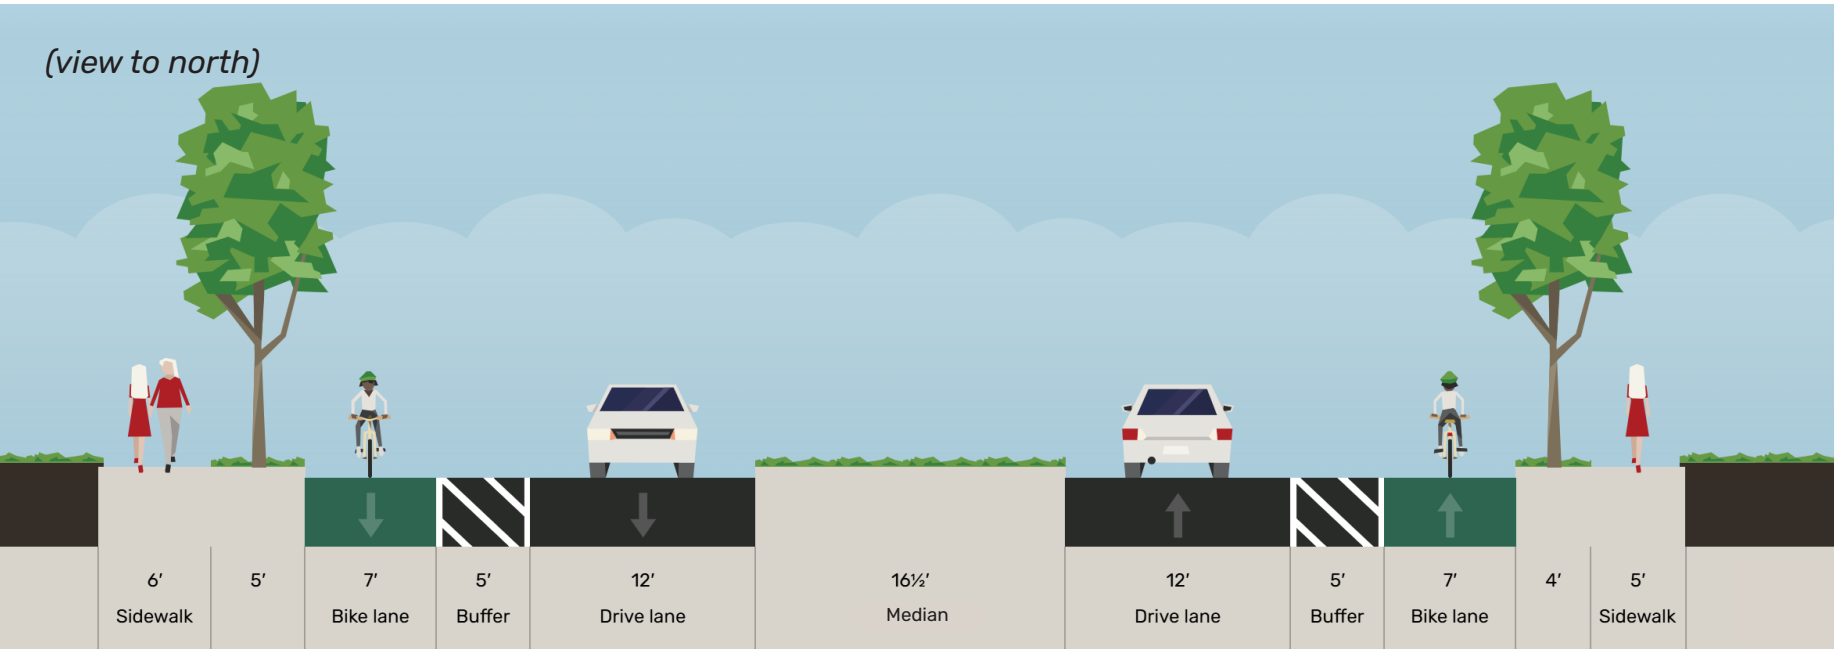 (view to north)
6′ 5′ 7′ 5′ 12′ 16½′ 12′ 5′ 7′ 4′ 5′
Sidewalk Bike lane Buffer Drive lane Median Drive lane Buffer Bike lane Sidewalk